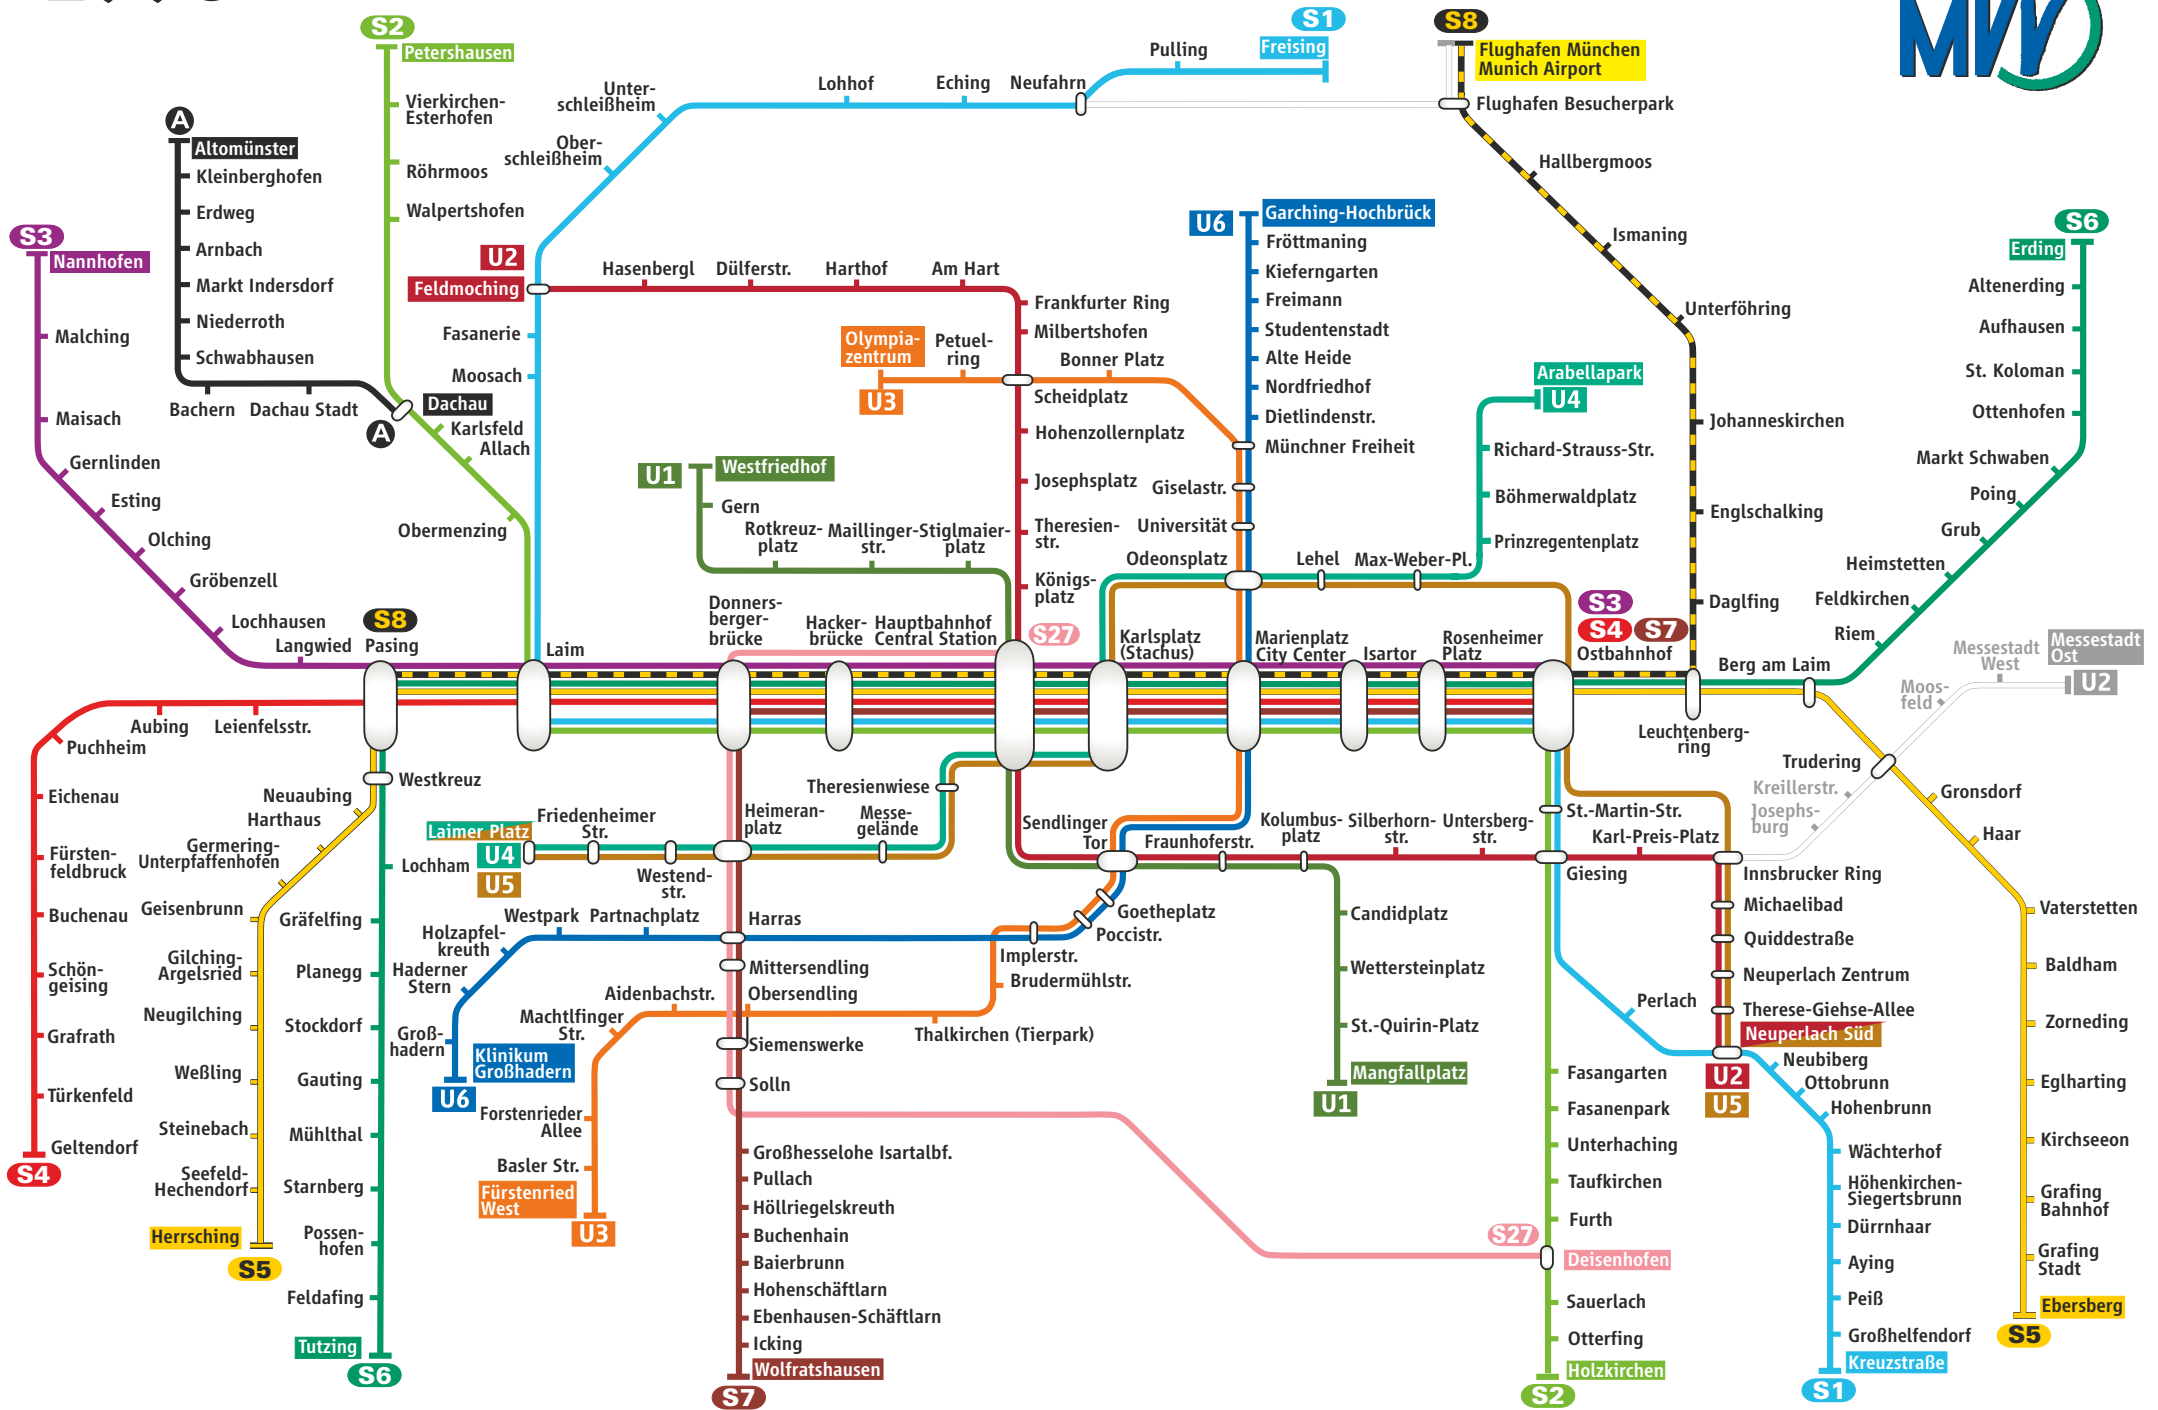 S2
Petershausen
Vierkirchen-
Esterhofen
Röhrmoos
Walpertshofen
A
Altomünster
Kleinberghofen
Erdweg
Arnbach
Markt Indersdorf
Niederroth
Schwabhausen
Bachern
Dachau Stadt
Dachau
A
Karlsfeld
Allach
Obermenzing
S1
Freising
Pulling
Neufahrn
Eching
Lohhof
Unter-
schleißheim
Ober-
schleißheim
S8
Flughafen München
Munich Airport
Flughafen Besucherpark
Hallbergmoos
Ismaning
Unterföhring
Johanneskirchen
Englschalking
Daglfing
MVV
S3
Nannhofen
Malching
Maisach
Gernlinden
Esting
Olching
Gröbenzell
Lochhausen
Langwied
U2
Feldmoching
Fasanerie
Moosach
Hasenbergl
Dülferstr.
Harthof
Am Hart
Frankfurter Ring
Milbertshofen
Scheidplatz
Hohenzollernplatz
Josephsplatz
Theresien-
str.
Königs-
platz
Olympia-
zentrum
U3
Petuel-
ring
Bonner Platz
U6
Garching-Hochbrück
Fröttmaning
Kieferngarten
Freimann
Studentenstadt
Alte Heide
Nordfriedhof
Dietlindenstr.
Münchner Freiheit
Giselastr.
Universität
Odeonsplatz
Lehel
Max-Weber-Pl.
Arabellapark
U4
Richard-Strauss-Str.
Böhmerwaldplatz
Prinzregentenplatz
U1
Westfriedhof
Gern
Rotkreuz-
platz
Maillinger-
str.
Stiglmaier-
platz
S6
Erding
Altenerding
Aufhausen
St. Koloman
Ottenhofen
Markt Schwaben
Poing
Grub
Heimstetten
Feldkirchen
Riem
Berg am Laim
S8
Pasing
Laim
Donners-
berger-
brücke
Hacker-
brücke
Hauptbahnhof
Central Station
S27
Karlsplatz
(Stachus)
Marienplatz
City Center
Isartor
Rosenheimer
Platz
S3
S4
S7
Ostbahnhof
Leuchtenberg-
ring
Messestadt
West
Messestadt
Ost
U2
Moos-
feld
Trudering
Kreillerstr.
Josephs-
burg
Gronsdorf
Haar
Vaterstetten
Baldham
Zorneding
Eglharting
Kirchseeon
Grafing
Bahnhof
Grafing
Stadt
Ebersberg
S5
Leienfelsstr.
Aubing
Puchheim
Eichenau
Fürsten-
feldbruck
Buchenau
Schön-
geising
Grafrath
Türkenfeld
Geltendorf
S4
Westkreuz
Neuaubing
Harthaus
Germering-
Unterpfaffenhofen
Geisenbrunn
Gilching-
Argelsried
Neugilching
Weßling
Steinebach
Seefeld-
Hechendorf
Herrsching
S5
Lochham
Gräfelfing
Planegg
Stockdorf
Gauting
Mühlthal
Starnberg
Possen-
hofen
Feldafing
Tutzing
S6
Laimer Platz
U4
U5
Friedenheimer
Str.
Westend-
str.
Heimeran-
platz
Messe-
gelände
Theresienwiese
Sendlinger
Tor
Fraunhoferstr.
Kolumbus-
platz
Silberhorn-
str.
Untersberg-
str.
Giesing
Karl-Preis-Platz
St.-Martin-Str.
Innsbrucker Ring
Michaelibad
Quiddestraße
Neuperlach Zentrum
Therese-Giehse-Allee
Neuperlach Süd
U2
U5
Goetheplatz
Poccistr.
Implerstr.
Brudermühlstr.
Thalkirchen (Tierpark)
Obersendling
Aidenbachstr.
Machtlfinger
Str.
Forstenrieder
Allee
Basler Str.
Fürstenried
West
U3
Harras
Partnachplatz
Westpark
Holzapfel-
kreuth
Haderner
Stern
Groß-
hadern
Klinikum
Großhadern
U6
Mittersendling
Siemenswerke
Solln
Großhesselohe Isartalbf.
Pullach
Höllriegelskreuth
Buchenhain
Baierbrunn
Hohenschäftlarn
Ebenhausen-Schäftlarn
Icking
Wolfratshausen
S7
Candidplatz
Wettersteinplatz
St.-Quirin-Platz
Mangfallplatz
U1
Fasangarten
Fasanenpark
Unterhaching
Taufkirchen
Furth
S27
Deisenhofen
Sauerlach
Otterfing
Holzkirchen
S2
Perlach
Neubiberg
Ottobrunn
Hohenbrunn
Wächterhof
Höhenkirchen-
Siegertsbrunn
Dürrnhaar
Aying
Peiß
Großhelfendorf
Kreuzstraße
S1